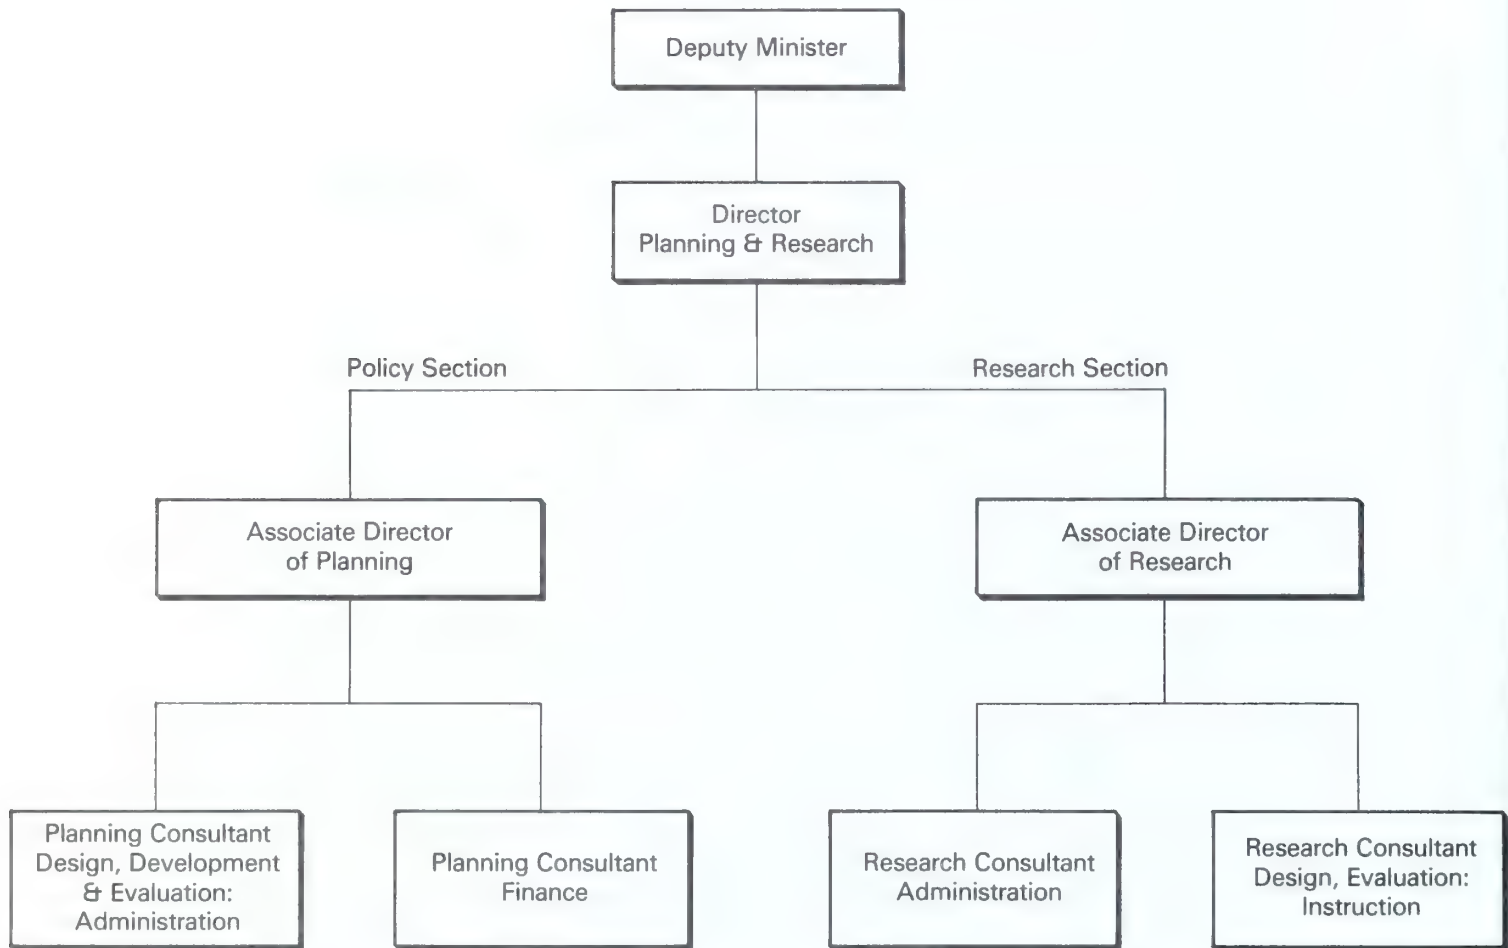 Deputy Minister
Director
Planning & Research
Policy Section
Research Section
Associate Director
of Planning
Associate Director
of Research
Planning Consultant
Design, Development
& Evaluation:
Administration
Planning Consultant
Finance
Research Consultant
Administration
Research Consultant
Design, Evaluation:
Instruction